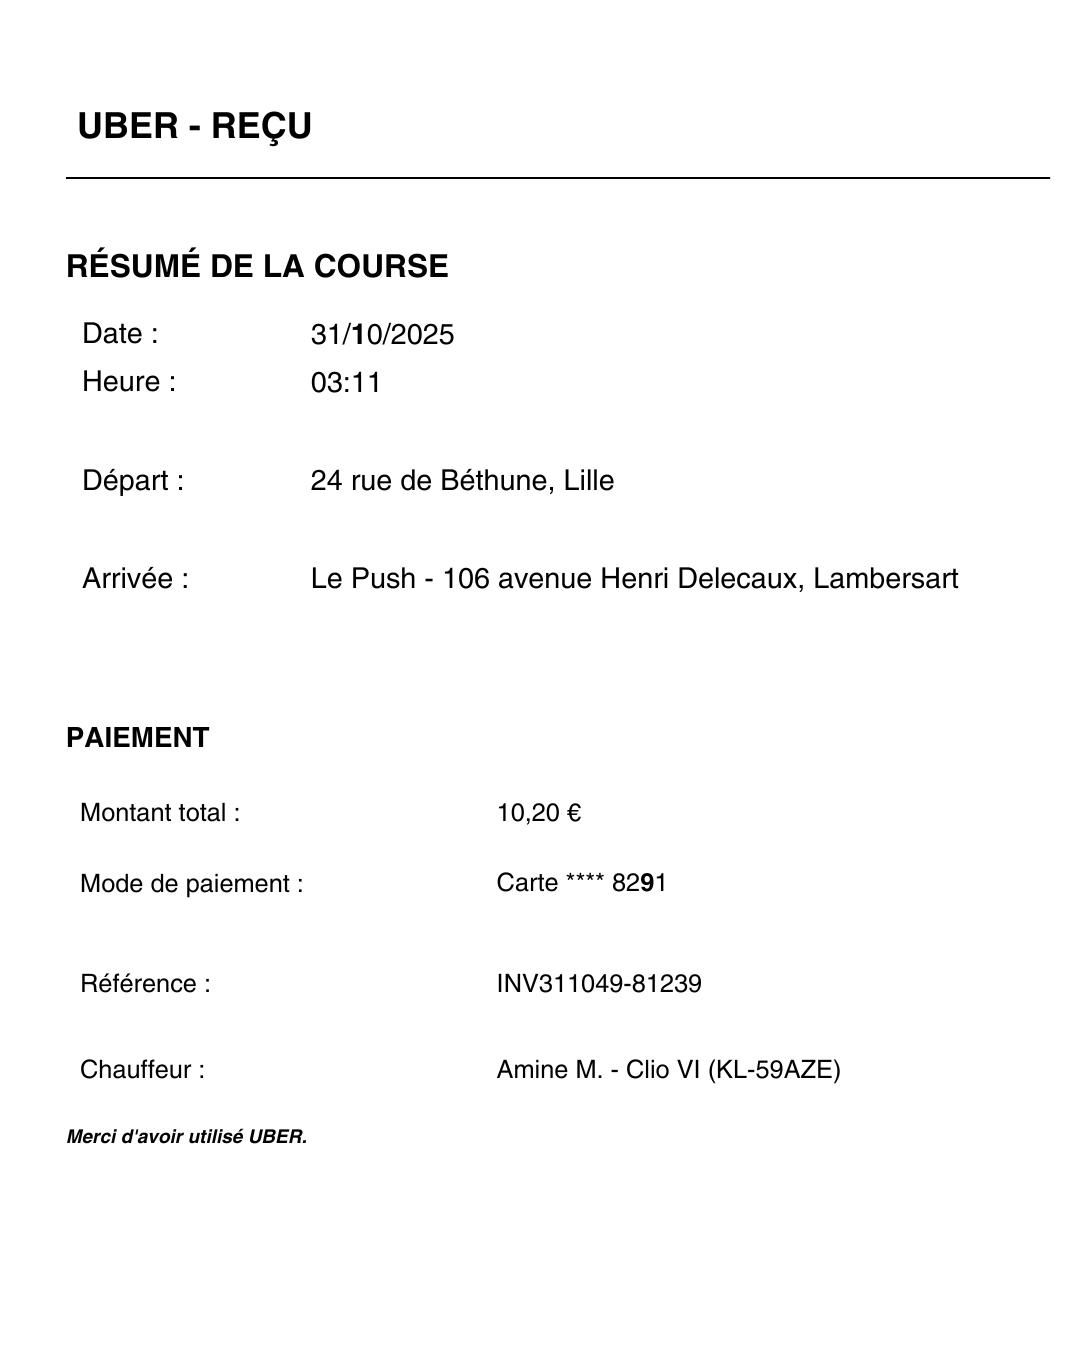 UBER - REÇU
RÉSUMÉ DE LA COURSE
Date : 31/10/2025
Heure : 03:11
Départ : 24 rue de Béthune, Lille
Arrivée : Le Push - 106 avenue Henri Delecaux, Lambersart
PAIEMENT
Montant total : 10,20 €
Mode de paiement : Carte **** 8291
Référence : INV311049-81239
Chauffeur : Amine M. - Clio VI (KL-59AZE)
Merci d'avoir utilisé UBER.